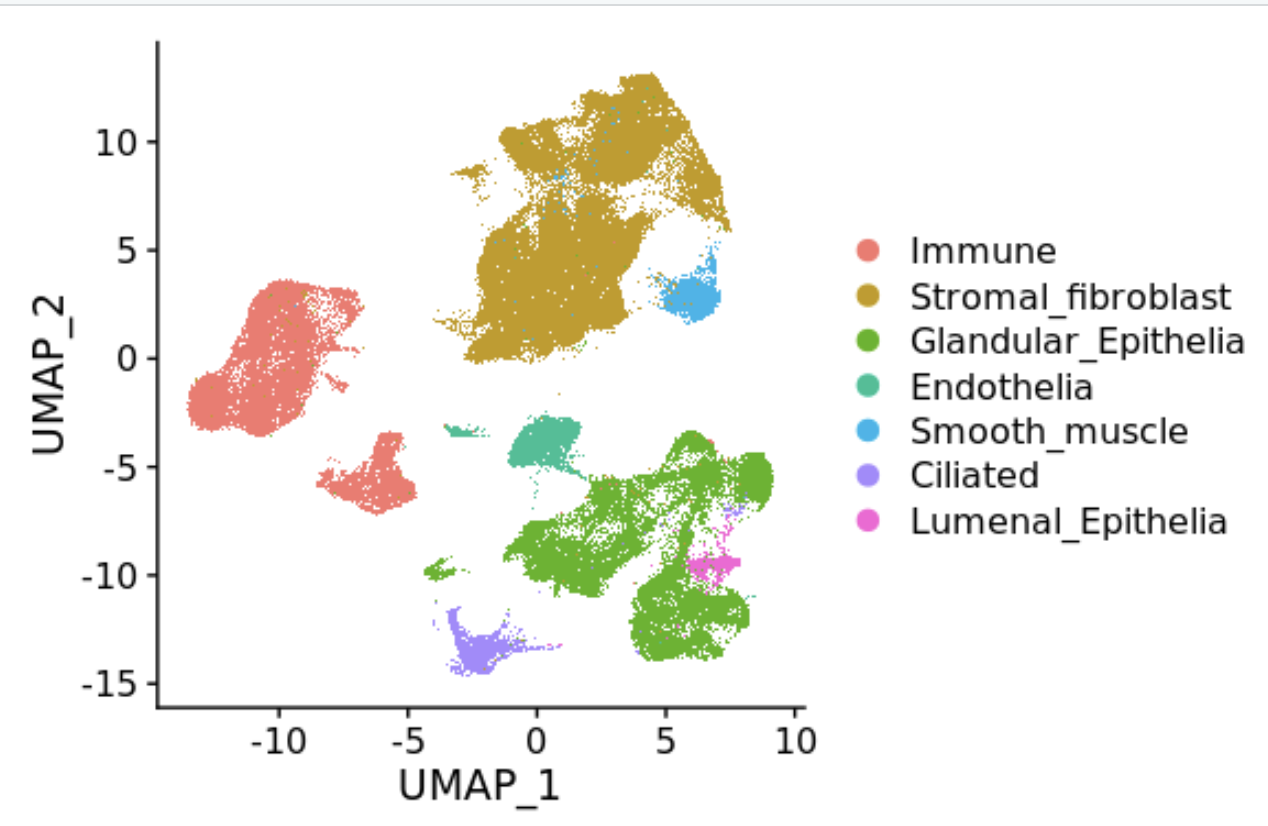 10
5
0
-5
-10
-15
UMAP_2
-10
-5
0
5
10
UMAP_1
Immune
Stromal_fibroblast
Glandular_Epithelia
Endothelia
Smooth_muscle
Ciliated
Lumenal_Epithelia